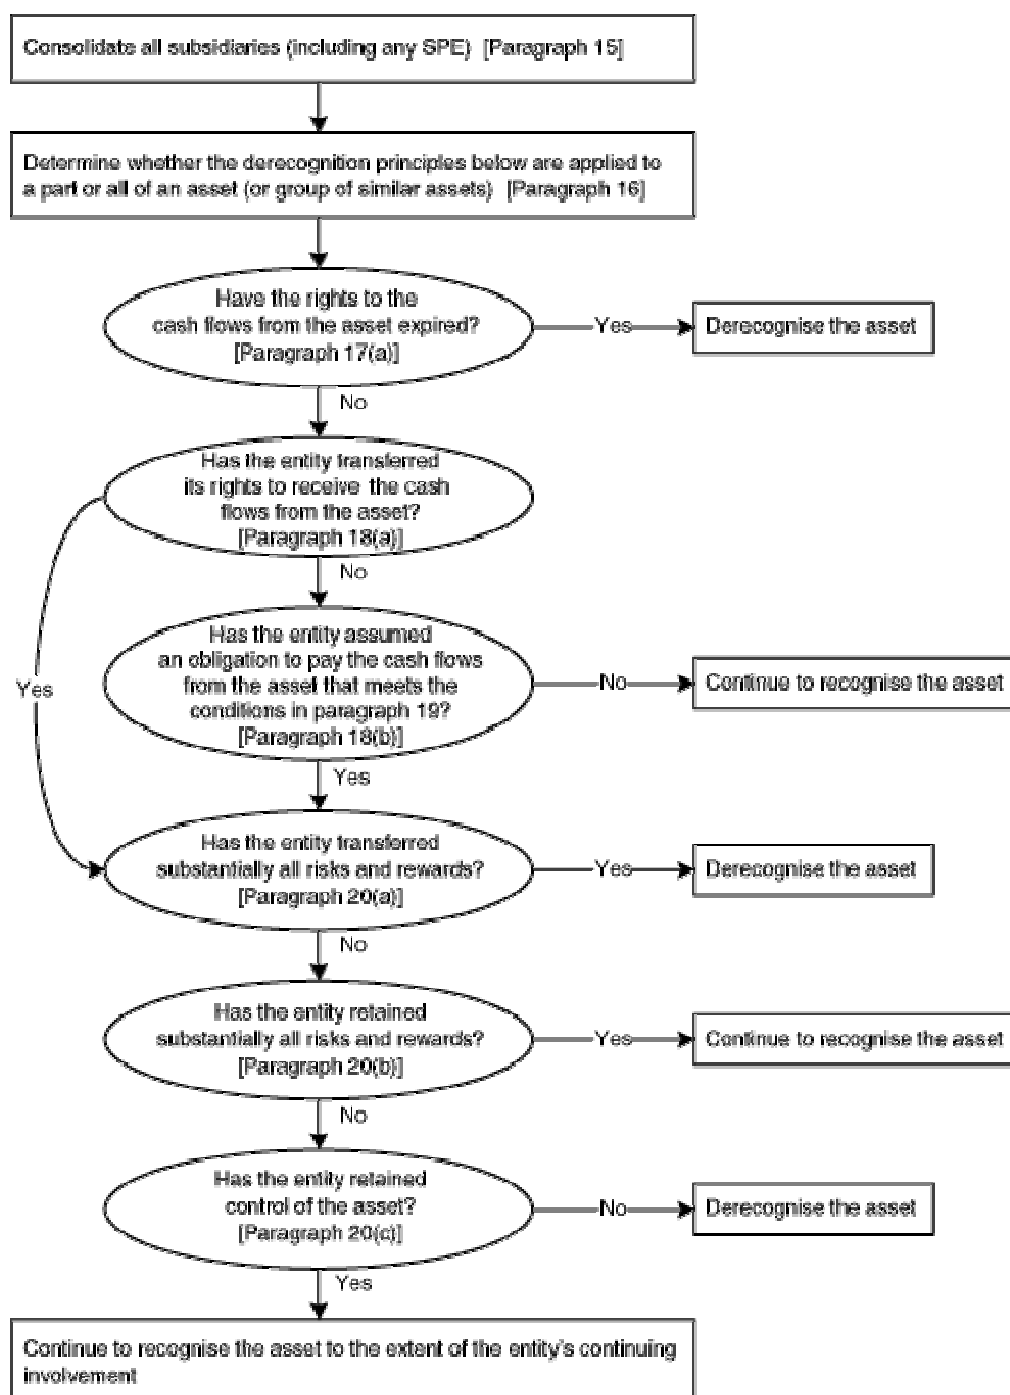 Consolidate all subsidiaries (including any SPE) [Paragraph 15]
Determine whether the derecognition principles below are applied to
a part or all of an asset (or group of similar assets) [Paragraph 16]
Have the rights to the
cash flows from the asset expired?
[Paragraph 17(a)]
Yes
Derecognise the asset
No
Has the entity transferred
its rights to receive the cash
flows from the asset?
[Paragraph 18(a)]
Yes
No
Has the entity assumed
an obligation to pay the cash flows
from the asset that meets the
conditions in paragraph 19?
[Paragraph 18(b)]
No
Continue to recognise the asset
Yes
Has the entity transferred
substantially all risks and rewards?
[Paragraph 20(a)]
Yes
Derecognise the asset
No
Has the entity retained
substantially all risks and rewards?
[Paragraph 20(b)]
Yes
Continue to recognise the asset
No
Has the entity retained
control of the asset?
[Paragraph 20(c)]
No
Derecognise the asset
Yes
Continue to recognise the asset to the extent of the entity's continuing
involvement